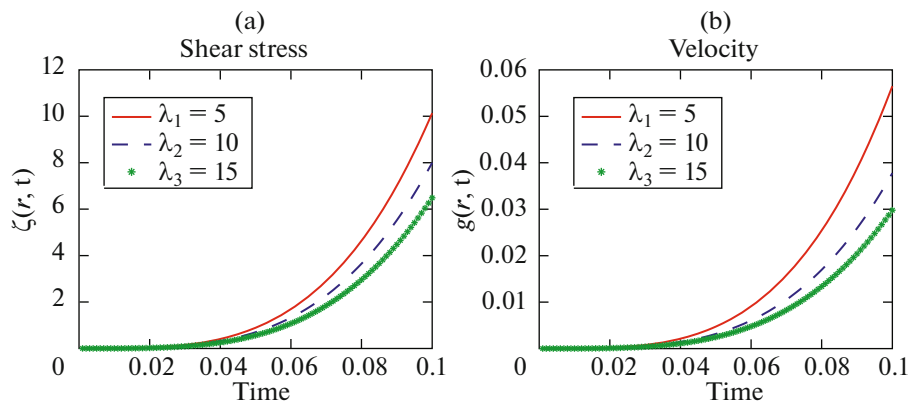 (a)
Shear stress
12
10
8
6
4
2
0
0.02
0.04
0.06
0.08
0.1
ζ(r, t)
Time
λ₁ = 5
λ₂ = 10
λ₃ = 15
(b)
Velocity
0.06
0.05
0.04
0.03
0.02
0.01
0
0.02
0.04
0.06
0.08
0.1
g(r, t)
Time
λ₁ = 5
λ₂ = 10
λ₃ = 15